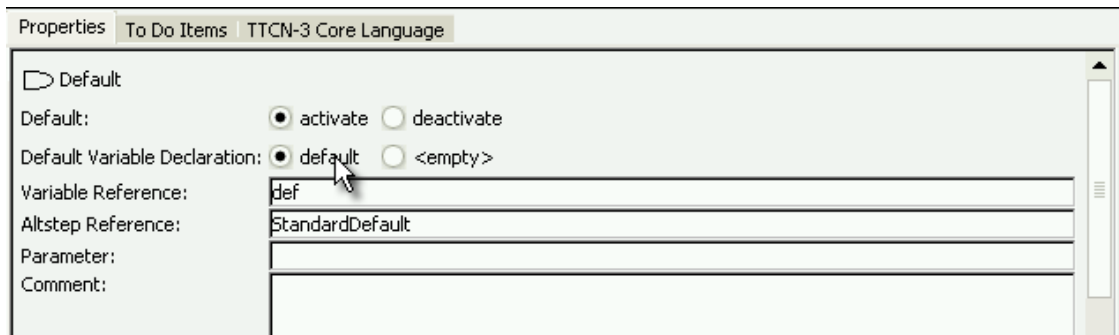 Properties To Do Items TTCN-3 Core Language
Default
Default: activate deactivate
Default Variable Declaration: default <empty>
Variable Reference: def
Altstep Reference: StandardDefault
Parameter:
Comment: